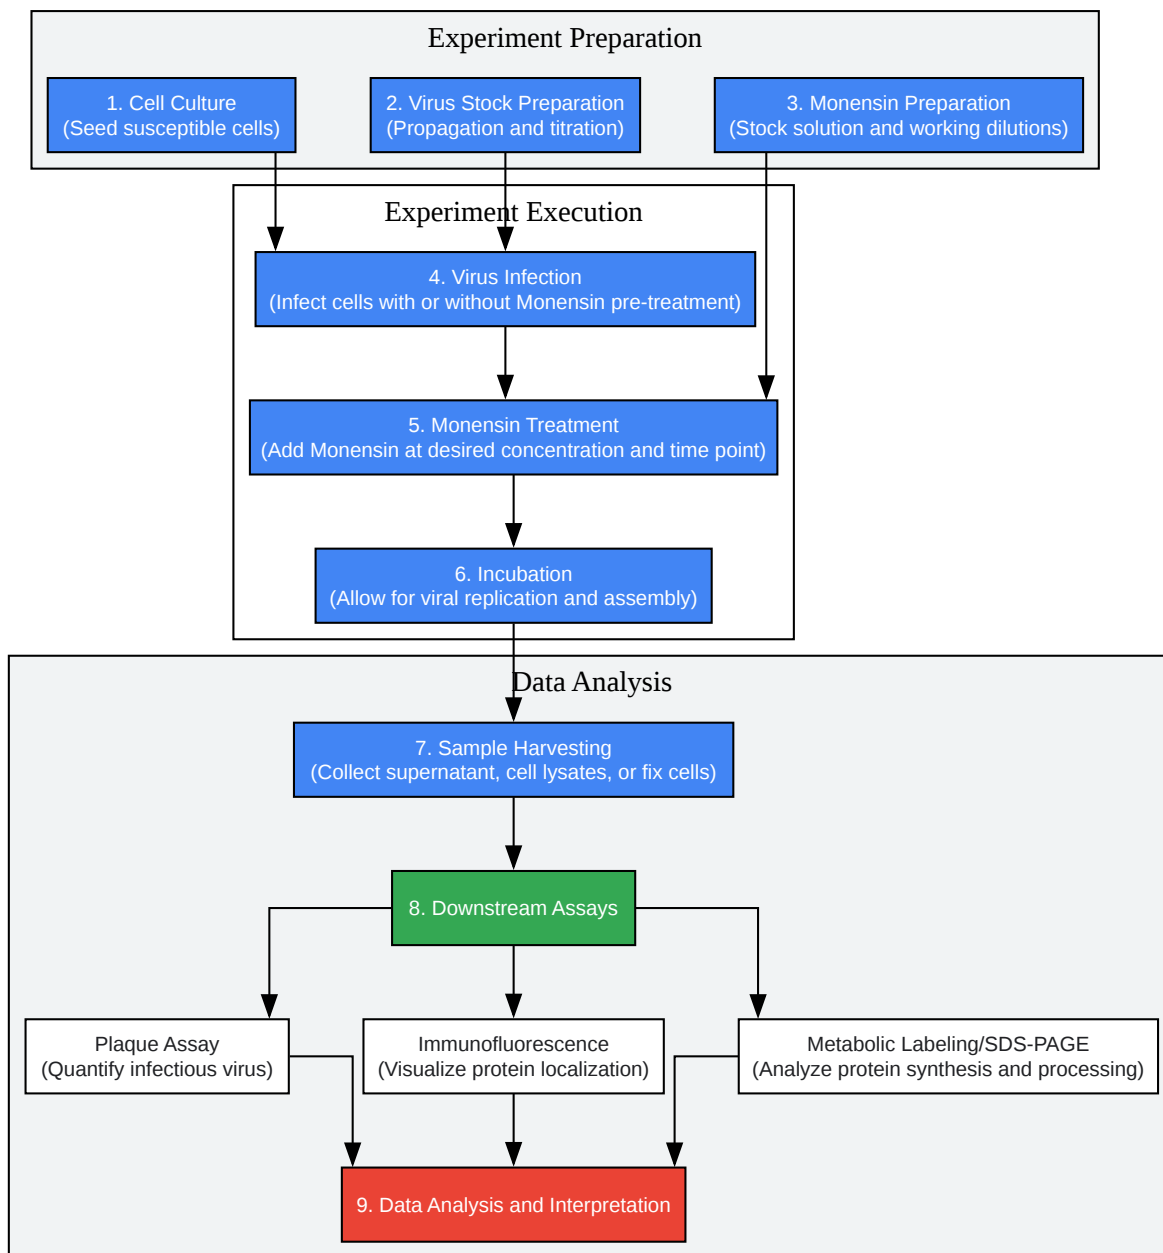 Experiment Preparation
1. Cell Culture
(Seed susceptible cells)
2. Virus Stock Preparation
(Propagation and titration)
3. Monensin Preparation
(Stock solution and working dilutions)
Experiment Execution
4. Virus Infection
(Infect cells with or without Monensin pre-treatment)
5. Monensin Treatment
(Add Monensin at desired concentration and time point)
6. Incubation
(Allow for viral replication and assembly)
Data Analysis
7. Sample Harvesting
(Collect supernatant, cell lysates, or fix cells)
8. Downstream Assays
Plaque Assay
(Quantify infectious virus)
Immunofluorescence
(Visualize protein localization)
Metabolic Labeling/SDS-PAGE
(Analyze protein synthesis and processing)
9. Data Analysis and Interpretation